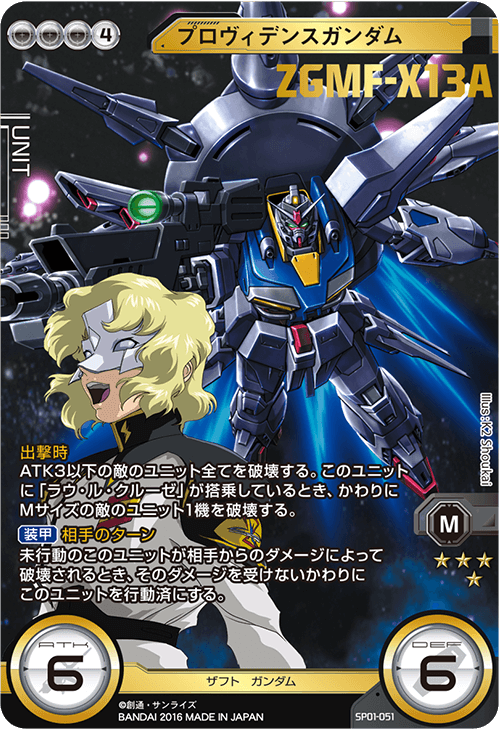 4
プロヴィデンスガンダム
ZGMF-X13A
UNIT
Illus:K2 Shoukai
出撃時
ATK3以下の敵のユニット全てを破壊する。このユニット
に「ラウ・ル・クルーゼ」が搭乗しているとき、かわりに
Mサイズの敵のユニット1機を破壊する。
装甲 相手のターン
未行動のこのユニットが相手からのダメージによって
破壊されるとき、そのダメージを受けないかわりに
このユニットを行動済にする。
M
ATK
6
DEF
6
ザフト ガンダム
©創通・サンライズ
BANDAI 2016 MADE IN JAPAN
SP01-051